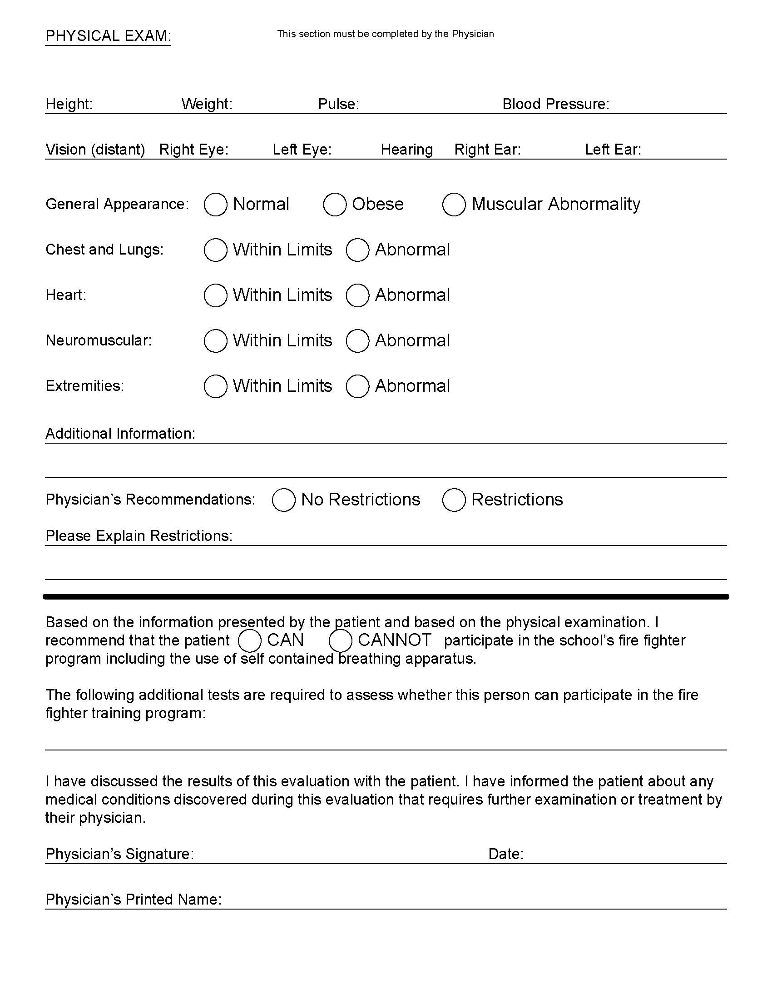 PHYSICAL EXAM: This section must be completed by the Physician
Height: Weight: Pulse: Blood Pressure:
Vision (distant) Right Eye: Left Eye: Hearing Right Ear: Left Ear:
General Appearance: Normal Obese Muscular Abnormality
Chest and Lungs: Within Limits Abnormal
Heart: Within Limits Abnormal
Neuromuscular: Within Limits Abnormal
Extremities: Within Limits Abnormal
Additional Information:
Physician’s Recommendations: No Restrictions Restrictions
Please Explain Restrictions:
Based on the information presented by the patient and based on the physical examination. I
recommend that the patient CAN CANNOT participate in the school’s fire fighter
program including the use of self contained breathing apparatus.
The following additional tests are required to assess whether this person can participate in the fire
fighter training program:
I have discussed the results of this evaluation with the patient. I have informed the patient about any
medical conditions discovered during this evaluation that requires further examination or treatment by
their physician.
Physician’s Signature: Date:
Physician’s Printed Name: